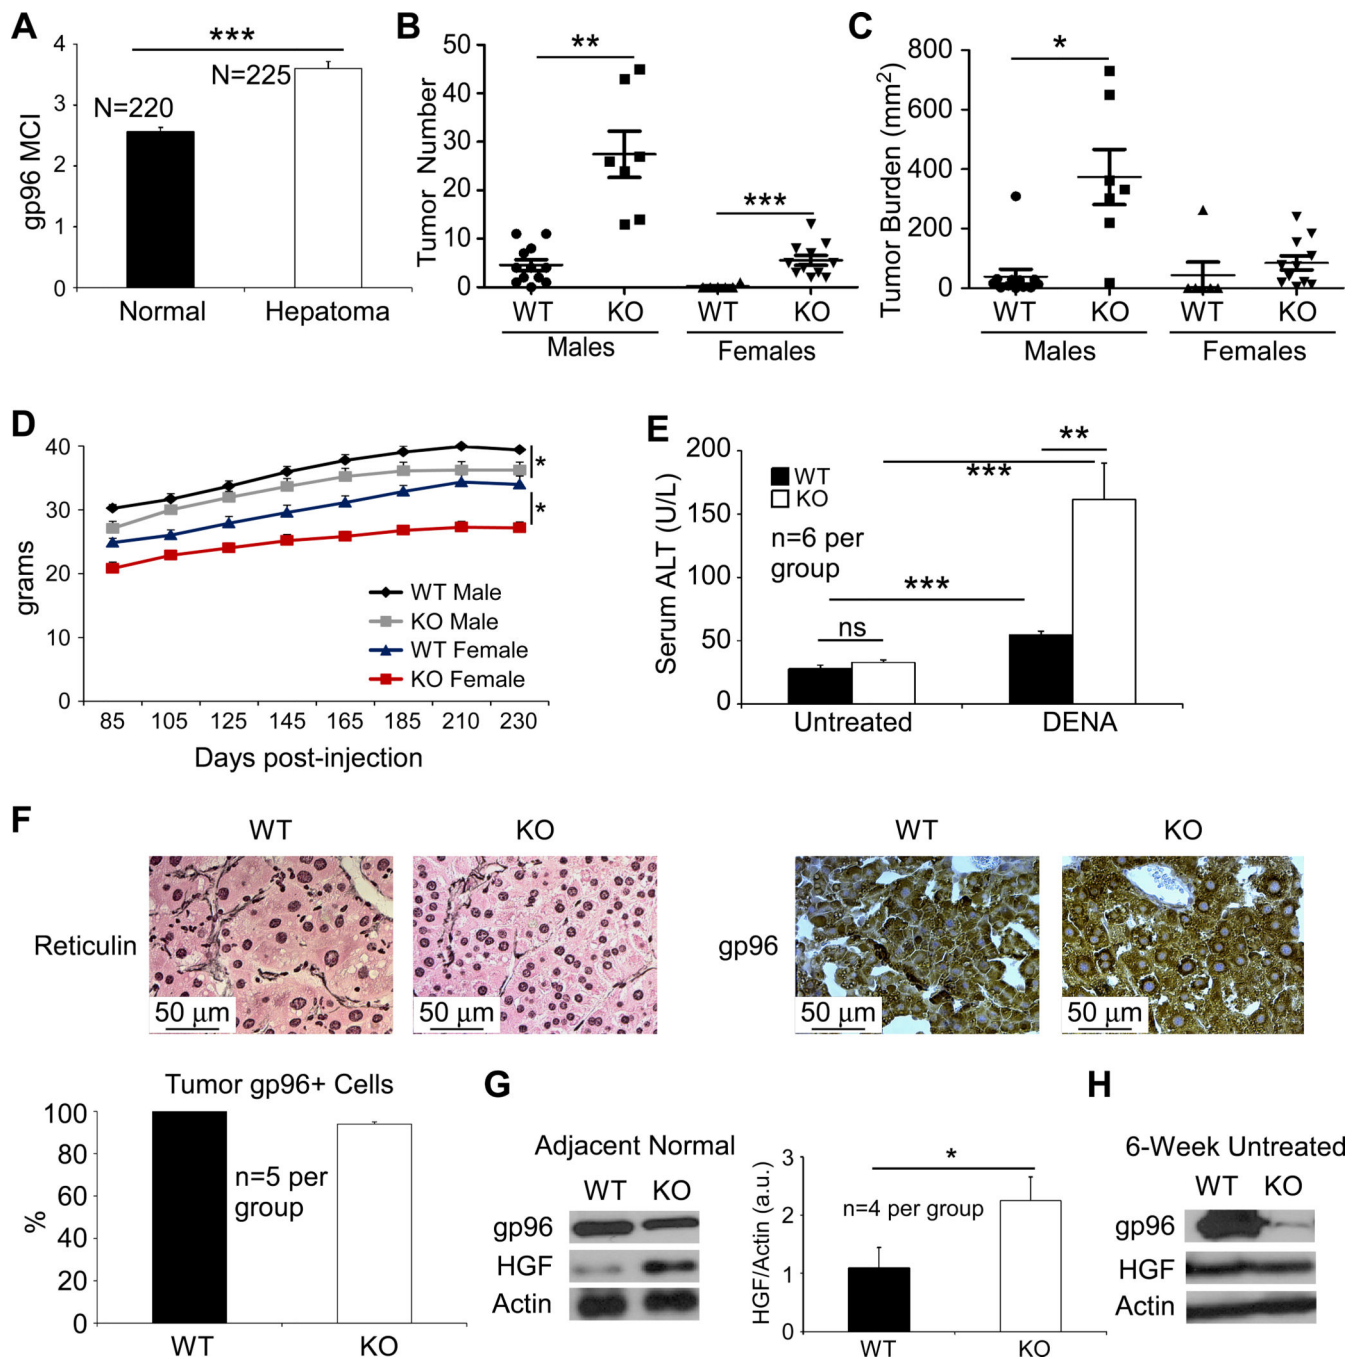 A
gp96 MCI
4
3
2
1
0
***
N=220
N=225
Normal
Hepatoma
B
Tumor Number
50
40
30
20
10
0
**
***
WT
KO
WT
KO
Males
Females
C
Tumor Burden (mm²)
800
600
400
200
0
*
WT
KO
WT
KO
Males
Females
D
grams
40
30
20
10
0
*
*
WT Male
KO Male
WT Female
KO Female
85 105 125 145 165 185 210 230
Days post-injection
E
Serum ALT (U/L)
200
150
100
50
0
WT
KO
n=6 per
group
**
***
***
ns
Untreated
DENA
F
WT
KO
Reticulin
50 µm
50 µm
WT
KO
gp96
50 µm
50 µm
Tumor gp96+ Cells
%
100
80
60
40
20
0
n=5 per
group
WT
KO
G
Adjacent Normal
WT KO
gp96
HGF
Actin
HGF/Actin (a.u.)
3
2
1
0
*
n=4 per group
WT
KO
H
6-Week Untreated
WT KO
gp96
HGF
Actin